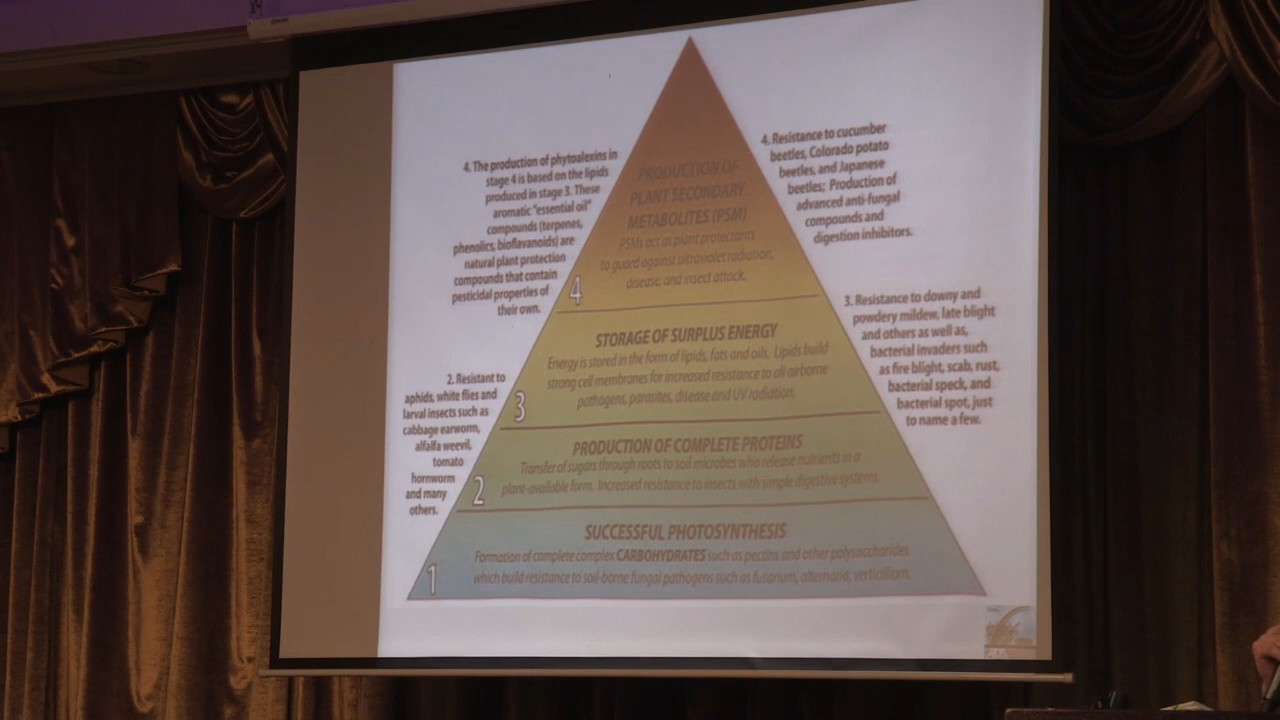 4. The production of phytoalexins in
stage 4 is based on the lipids
produced in stage 3. These
aromatic "essential oil"
compounds (terpenes,
phenolics, bioflavanoids) are
natural plant protection
compounds that contain
pesticidal properties of
their own.
PRODUCTION OF
PLANT SECONDARY
METABOLITES (PSM)
PSMs act as plant protectants
to guard against ultraviolet radiation,
disease, and insect attack.
4
4. Resistance to cucumber
beetles, Colorado potato
beetles, and Japanese
beetles; Production of
advanced anti-fungal
compounds and
digestion inhibitors.
STORAGE OF SURPLUS ENERGY
Energy is stored in the form of lipids, fats and oils. Lipids build
strong cell membranes for increased resistance to all airborne
pathogens, parasites, disease and UV radiation.
3
3. Resistance to downy and
powdery mildew, late blight
and others as well as,
bacterial invaders such
as fire blight, scab, rust,
bacterial speck, and
bacterial spot, just
to name a few.
2. Resistant to
aphids, white flies and
larval insects such as
cabbage earworm,
alfalfa weevil,
tomato
hornworm
and many
others.
PRODUCTION OF COMPLETE PROTEINS
Transfer of sugars through roots to soil microbes who release nutrients in a
plant-available form. Increased resistance to insects with simple digestive systems.
2
SUCCESSFUL PHOTOSYNTHESIS
Formation of complete complex CARBOHYDRATES such as pectins and other polysaccharides
which build resistance to soil-borne fungal pathogens such as fusarium, alternaria, verticillium.
1